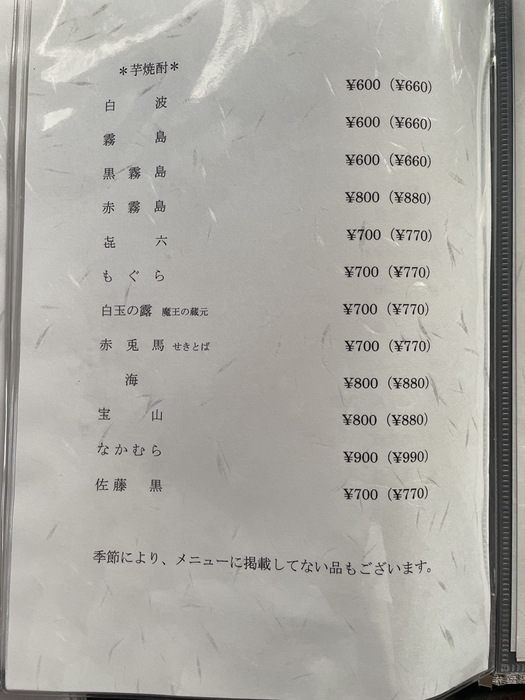 ＊芋焼酎＊
白波 ¥600（¥660）
霧島 ¥600（¥660）
黒霧島 ¥600（¥660）
赤霧島 ¥800（¥880）
㐂六 ¥700（¥770）
もぐら ¥700（¥770）
白玉の露 魔王の蔵元 ¥700（¥770）
赤兎馬 せきとば ¥700（¥770）
海 ¥800（¥880）
宝山 ¥800（¥880）
なかむら ¥900（¥990）
佐藤 黒 ¥700（¥770）
季節により、メニューに掲載してない品もございます。